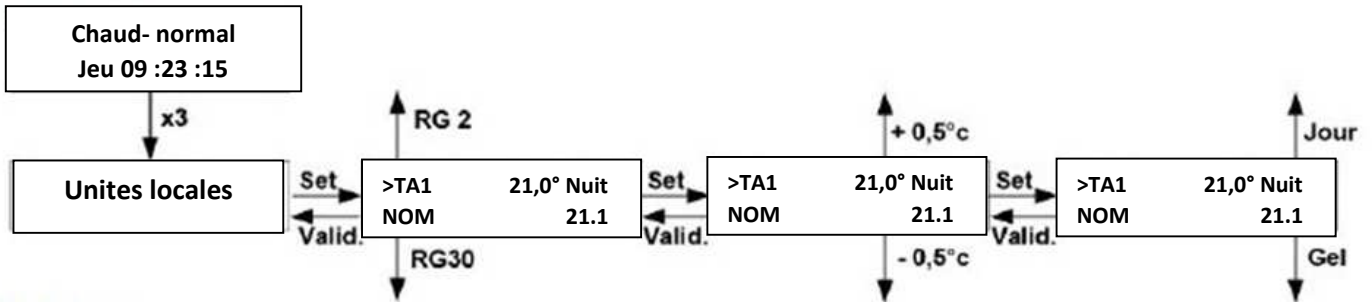 Chaud- normal
Jeu 09 :23 :15
x3
Unites locales
Set
Valid.
RG 2
>TA1 21,0° Nuit
NOM 21.1
RG30
Set
Valid.
+ 0,5°c
>TA1 21,0° Nuit
NOM 21.1
- 0,5°c
Set
Valid.
Jour
>TA1 21,0° Nuit
NOM 21.1
Gel